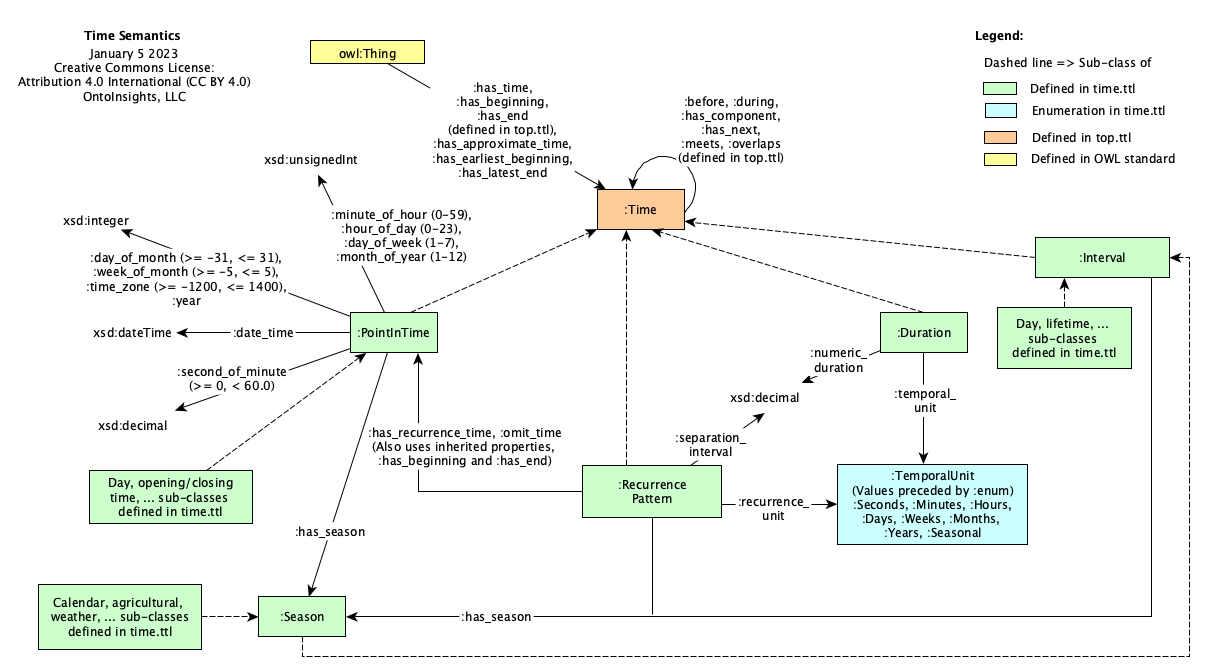 Time Semantics
January 5 2023
Creative Commons License:
Attribution 4.0 International (CC BY 4.0)
OntoInsights, LLC
owl:Thing
:has_time,
:has_beginning,
:has_end
(defined in top.ttl),
:has_approximate_time,
:has_earliest_beginning,
:has_latest_end
:before, :during,
:has_component,
:has_next,
:meets, :overlaps
(defined in top.ttl)
Legend:
Dashed line => Sub-class of
Defined in time.ttl
Enumeration in time.ttl
Defined in top.ttl
Defined in OWL standard
xsd:unsignedInt
:Time
xsd:integer
:minute_of_hour (0-59),
:hour_of_day (0-23),
:day_of_week (1-7),
:month_of_year (1-12)
:day_of_month (>= -31, <= 31),
:week_of_month (>= -5, <= 5),
:time_zone (>= -1200, <= 1400),
:year
:Interval
xsd:dateTime
:date_time
:PointInTime
:Duration
Day, lifetime, ...
sub-classes
defined in time.ttl
:second_of_minute
(>= 0, < 60.0)
:numeric_
duration
xsd:decimal
:temporal_
unit
xsd:decimal
:has_recurrence_time, :omit_time
(Also uses inherited properties,
:has_beginning and :has_end)
:separation_
interval
Day, opening/closing
time, ... sub-classes
defined in time.ttl
:Recurrence
Pattern
:recurrence_
unit
:TemporalUnit
(Values preceded by :enum)
:Seconds, :Minutes, :Hours,
:Days, :Weeks, :Months,
:Years, :Seasonal
:has_season
Calendar, agricultural,
weather, ... sub-classes
defined in time.ttl
:Season
:has_season